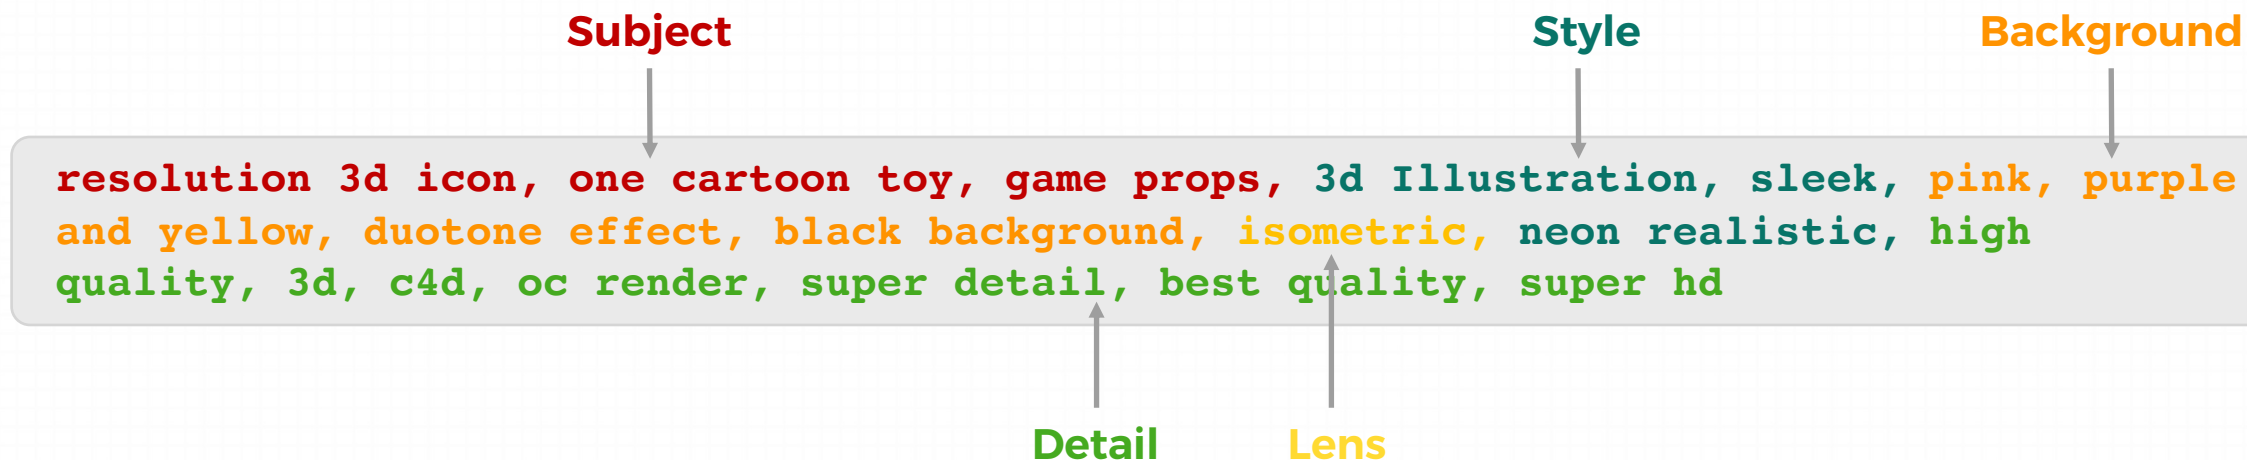 Subject Style Background
resolution 3d icon, one cartoon toy, game props, 3d Illustration, sleek, pink, purple
and yellow, duotone effect, black background, isometric, neon realistic, high
quality, 3d, c4d, oc render, super detail, best quality, super hd
Detail Lens